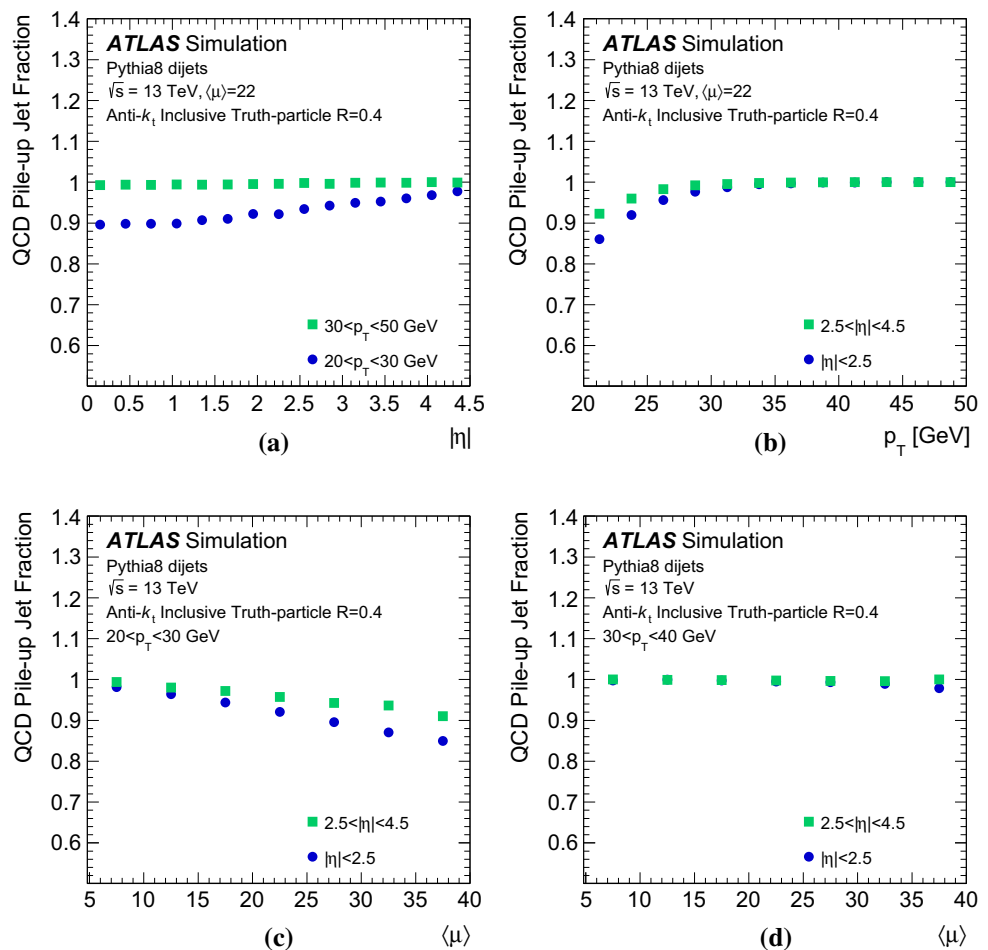 QCD Pile-up Jet Fraction
1.4
1.3
1.2
1.1
1
0.9
0.8
0.7
0.6
ATLAS Simulation
Pythia8 dijets
√s = 13 TeV, ⟨μ⟩=22
Anti-kt Inclusive Truth-particle R=0.4
30<pT<50 GeV
20<pT<30 GeV
0 0.5 1 1.5 2 2.5 3 3.5 4 4.5
|η|
(a)
QCD Pile-up Jet Fraction
1.4
1.3
1.2
1.1
1
0.9
0.8
0.7
0.6
ATLAS Simulation
Pythia8 dijets
√s = 13 TeV, ⟨μ⟩=22
Anti-kt Inclusive Truth-particle R=0.4
2.5<|η|<4.5
|η|<2.5
20 25 30 35 40 45 50
pT [GeV]
(b)
QCD Pile-up Jet Fraction
1.4
1.3
1.2
1.1
1
0.9
0.8
0.7
0.6
ATLAS Simulation
Pythia8 dijets
√s = 13 TeV
Anti-kt Inclusive Truth-particle R=0.4
20<pT<30 GeV
2.5<|η|<4.5
|η|<2.5
5 10 15 20 25 30 35 40
⟨μ⟩
(c)
QCD Pile-up Jet Fraction
1.4
1.3
1.2
1.1
1
0.9
0.8
0.7
0.6
ATLAS Simulation
Pythia8 dijets
√s = 13 TeV
Anti-kt Inclusive Truth-particle R=0.4
30<pT<40 GeV
2.5<|η|<4.5
|η|<2.5
5 10 15 20 25 30 35 40
⟨μ⟩
(d)